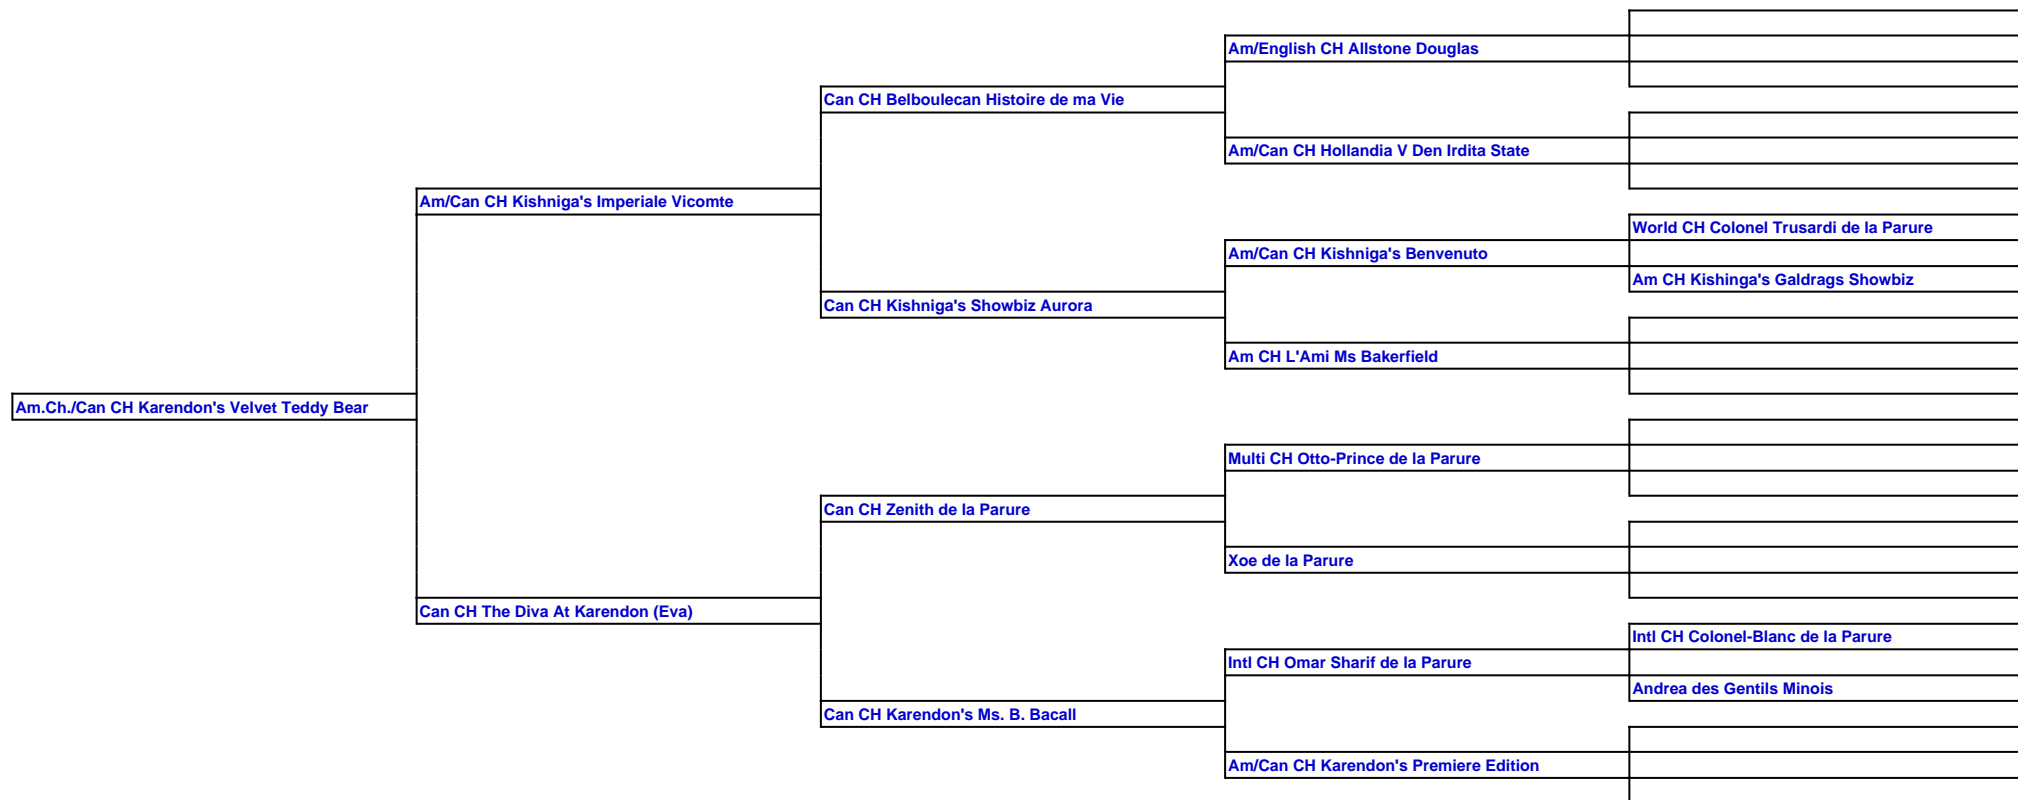 Am/English CH Allstone Douglas
Can CH Belboulecan Histoire de ma Vie
Am/Can CH Hollandia V Den Irdita State
Am/Can CH Kishniga's Imperiale Vicomte
World CH Colonel Trusardi de la Parure
Am/Can CH Kishniga's Benvenuto
Am CH Kishinga's Galdrags Showbiz
Can CH Kishniga's Showbiz Aurora
Am CH L'Ami Ms Bakerfield
Am.Ch./Can CH Karendon's Velvet Teddy Bear
Multi CH Otto-Prince de la Parure
Can CH Zenith de la Parure
Xoe de la Parure
Can CH The Diva At Karendon (Eva)
Intl CH Colonel-Blanc de la Parure
Intl CH Omar Sharif de la Parure
Andrea des Gentils Minois
Can CH Karendon's Ms. B. Bacall
Am/Can CH Karendon's Premiere Edition